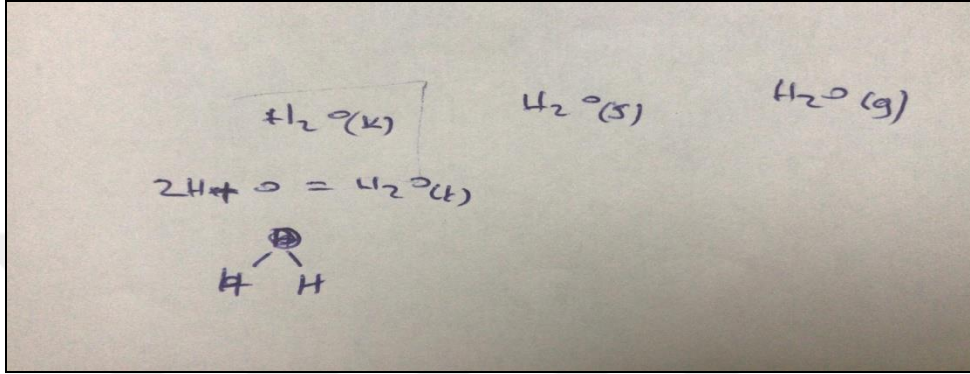 H₂O(k) H₂O(s) H₂O(g)
2H + O = H₂O(t)
H H